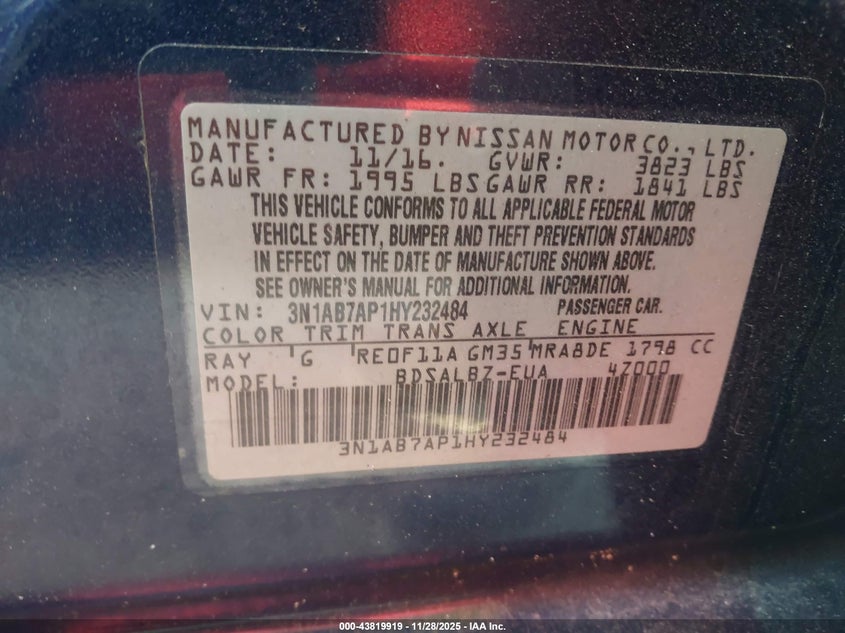 MANUFACTURED BY NISSAN MOTOR CO., LTD.
DATE: 11/16. GVWR: 3823 LBS
GAWR FR: 1995 LBS GAWR RR: 1841 LBS
THIS VEHICLE CONFORMS TO ALL APPLICABLE FEDERAL MOTOR
VEHICLE SAFETY, BUMPER AND THEFT PREVENTION STANDARDS
IN EFFECT ON THE DATE OF MANUFACTURE SHOWN ABOVE.
SEE OWNER'S MANUAL FOR ADDITIONAL INFORMATION.
VIN: 3N1AB7AP1HY232484 PASSENGER CAR.
COLOR TRIM TRANS AXLE ENGINE
RAY G RE0F11A GM35 MRA8DE 1798 CC
MODEL: BDSALBZ-EUA 4Z000
3N1AB7AP1HY232484
000-43819919 - 11/28/2025 - IAA Inc.